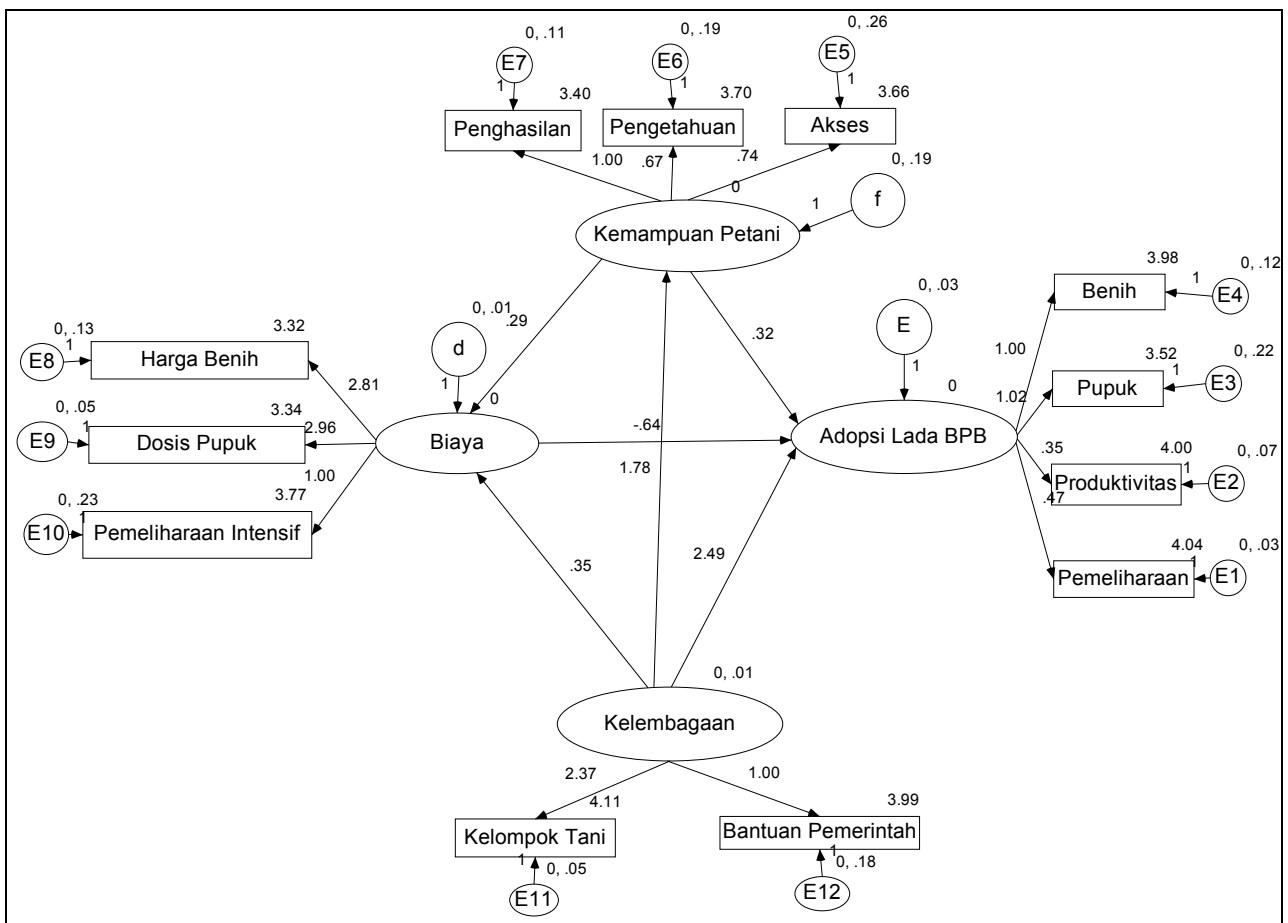 0, .11
E7
1
3.40
Penghasilan
0, .19
E6
1
3.70
Pengetahuan
0, .26
E5
1
3.66
Akses
1.00
.67
.74
0
0, .19
f
1
Kemampuan Petani
3.98
Benih
1
0, .12
E4
0, .03
E
1
0
.32
0, .01
.29
d
1
0
0, .13
E8
1
3.32
Harga Benih
2.81
1.00
3.52
Pupuk
1
0, .22
E3
1.02
0, .05
E9
1
3.34
Dosis Pupuk
2.96
Biaya
-.64
1.78
Adopsi Lada BPB
.35
4.00
Produktivitas
1
0, .07
E2
.47
1.00
0, .23
E10
1
3.77
Pemeliharaan Intensif
.35
2.49
4.04
Pemeliharaan
1
0, .03
E1
0, .01
Kelembagaan
2.37
1.00
4.11
Kelompok Tani
1
0, .05
E11
3.99
Bantuan Pemerintah
1
0, .18
E12